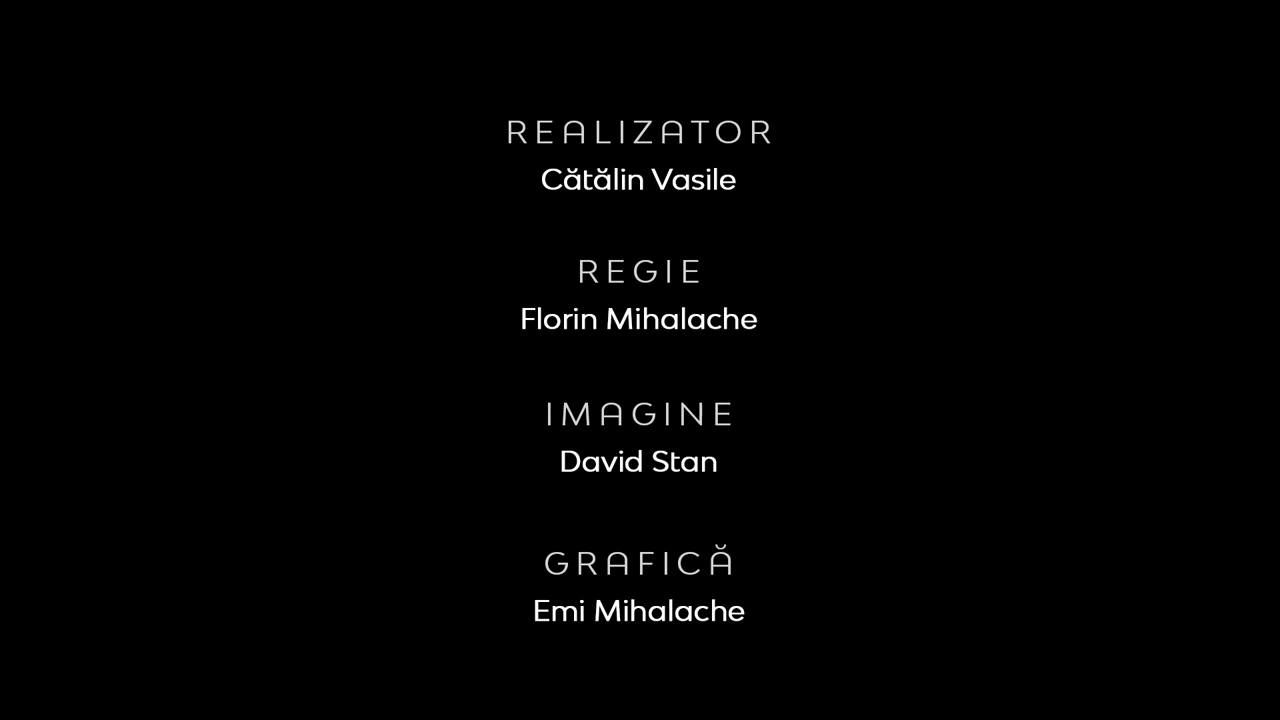 REALIZATOR
Cătălin Vasile
REGIE
Florin Mihalache
IMAGINE
David Stan
GRAFICĂ
Emi Mihalache